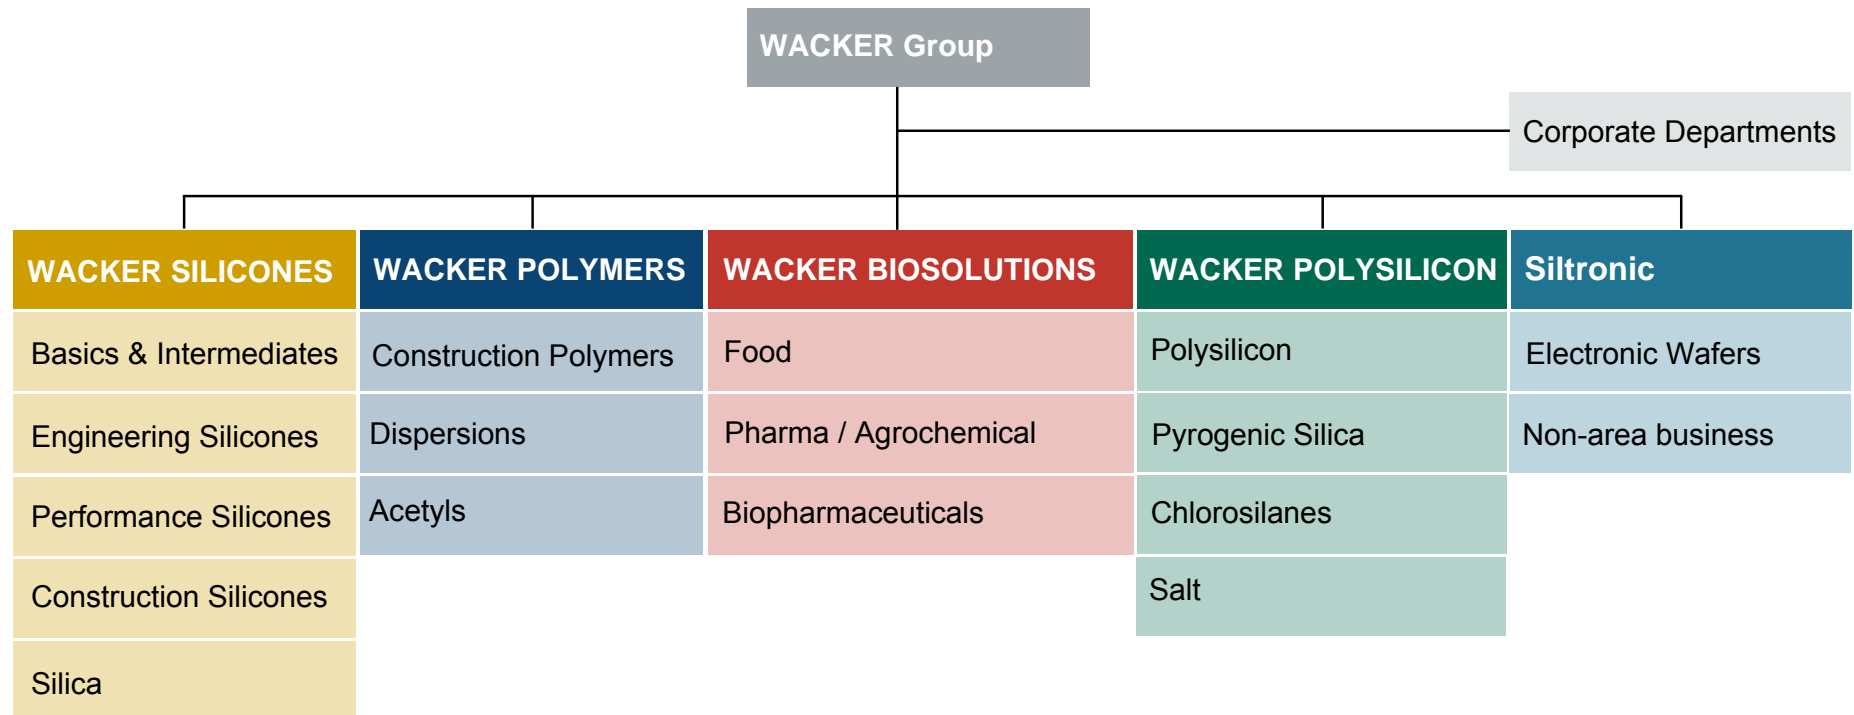 WACKER Group
Corporate Departments
WACKER SILICONES
Basics & Intermediates
Engineering Silicones
Performance Silicones
Construction Silicones
Silica
WACKER POLYMERS
Construction Polymers
Dispersions
Acetyls
WACKER BIOSOLUTIONS
Food
Pharma / Agrochemical
Biopharmaceuticals
WACKER POLYSILICON
Polysilicon
Pyrogenic Silica
Chlorosilanes
Salt
Siltronic
Electronic Wafers
Non-area business